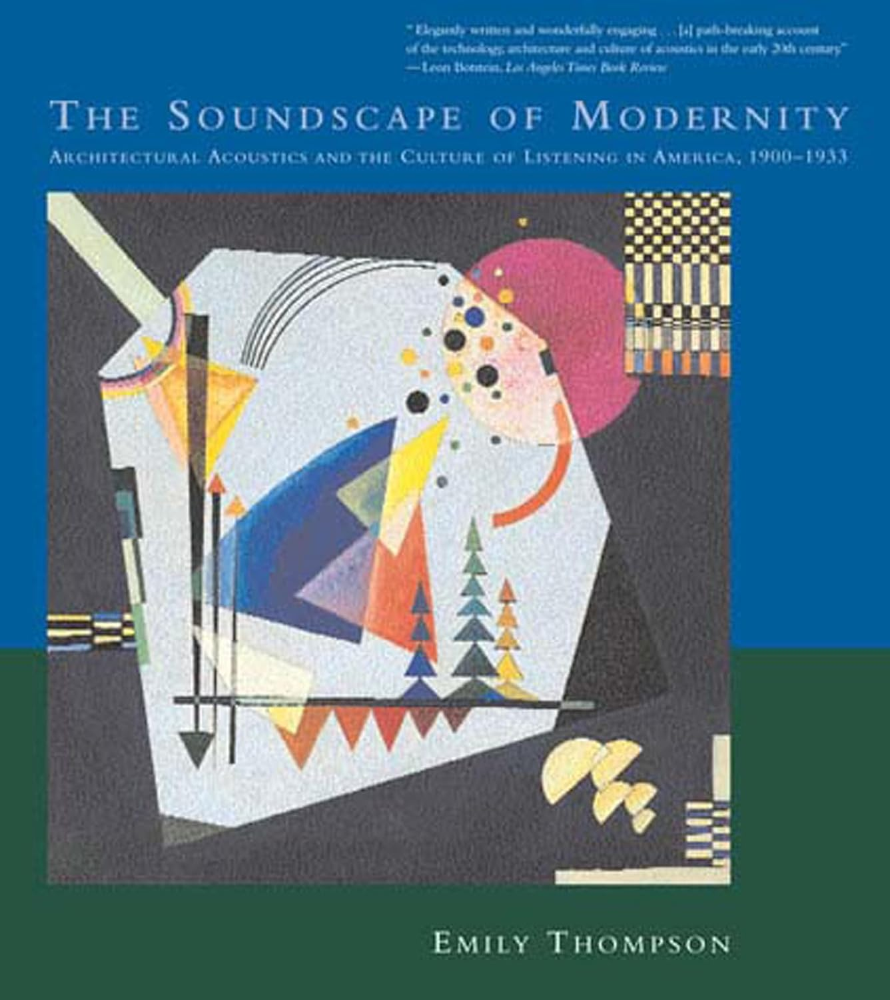 “Elegantly written and wonderfully engaging . . . [a] path-breaking account
of the technology, architecture and culture of acoustics in the early 20th century”
—Leon Botstein, Los Angeles Times Book Review
THE SOUNDSCAPE OF MODERNITY
ARCHITECTURAL ACOUSTICS AND THE CULTURE OF LISTENING IN AMERICA, 1900–1933
EMILY THOMPSON